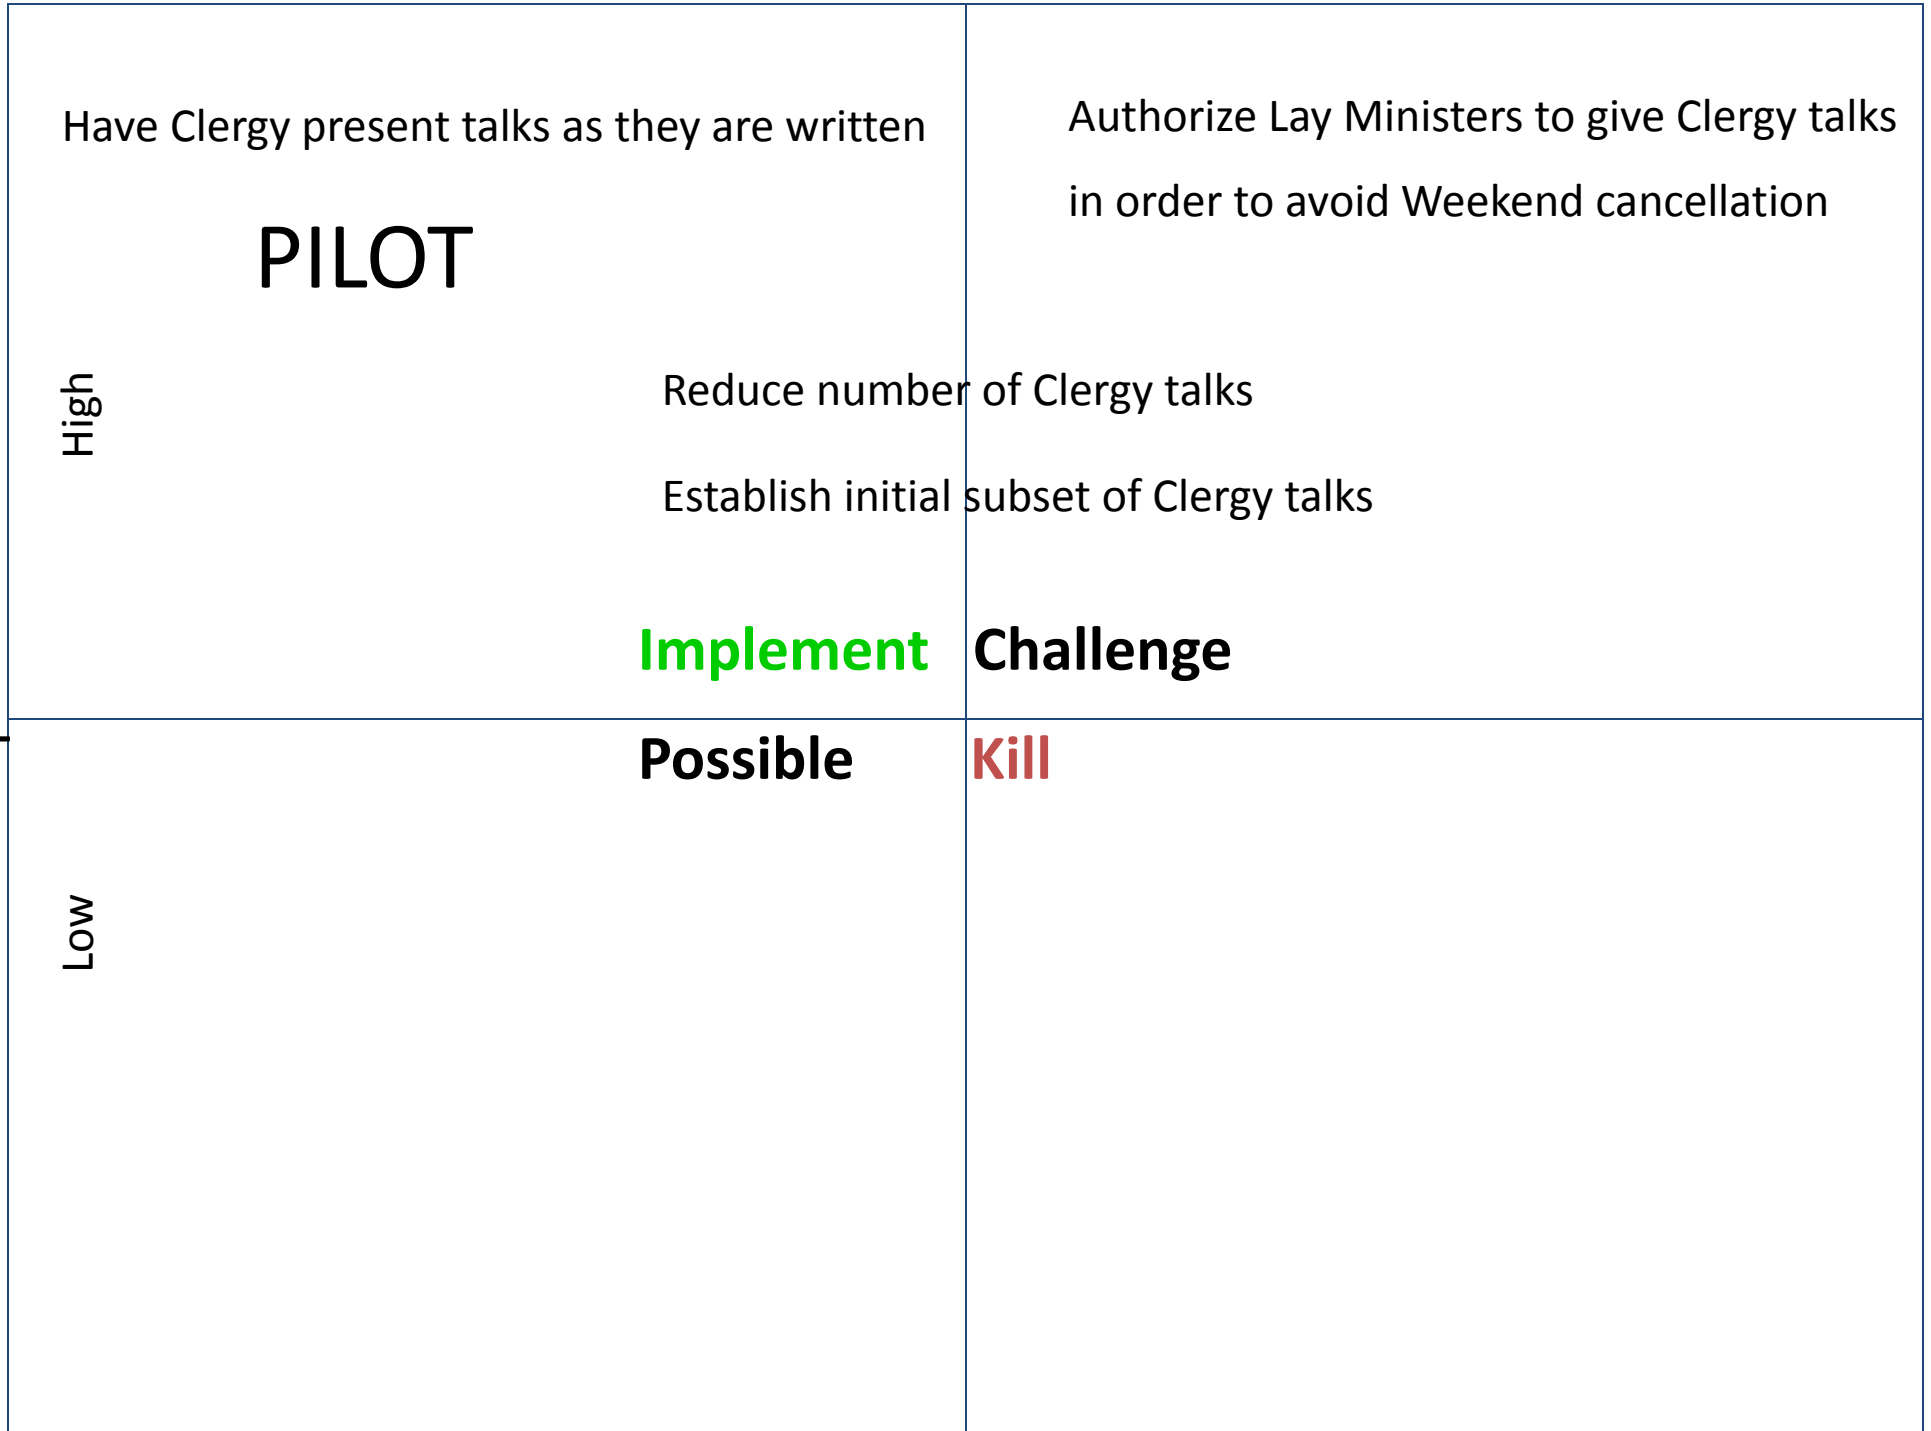 Have Clergy present talks as they are written
Authorize Lay Ministers to give Clergy talks
in order to avoid Weekend cancellation
PILOT
High
Reduce number of Clergy talks
Establish initial subset of Clergy talks
Implement
Challenge
Possible
Kill
Low